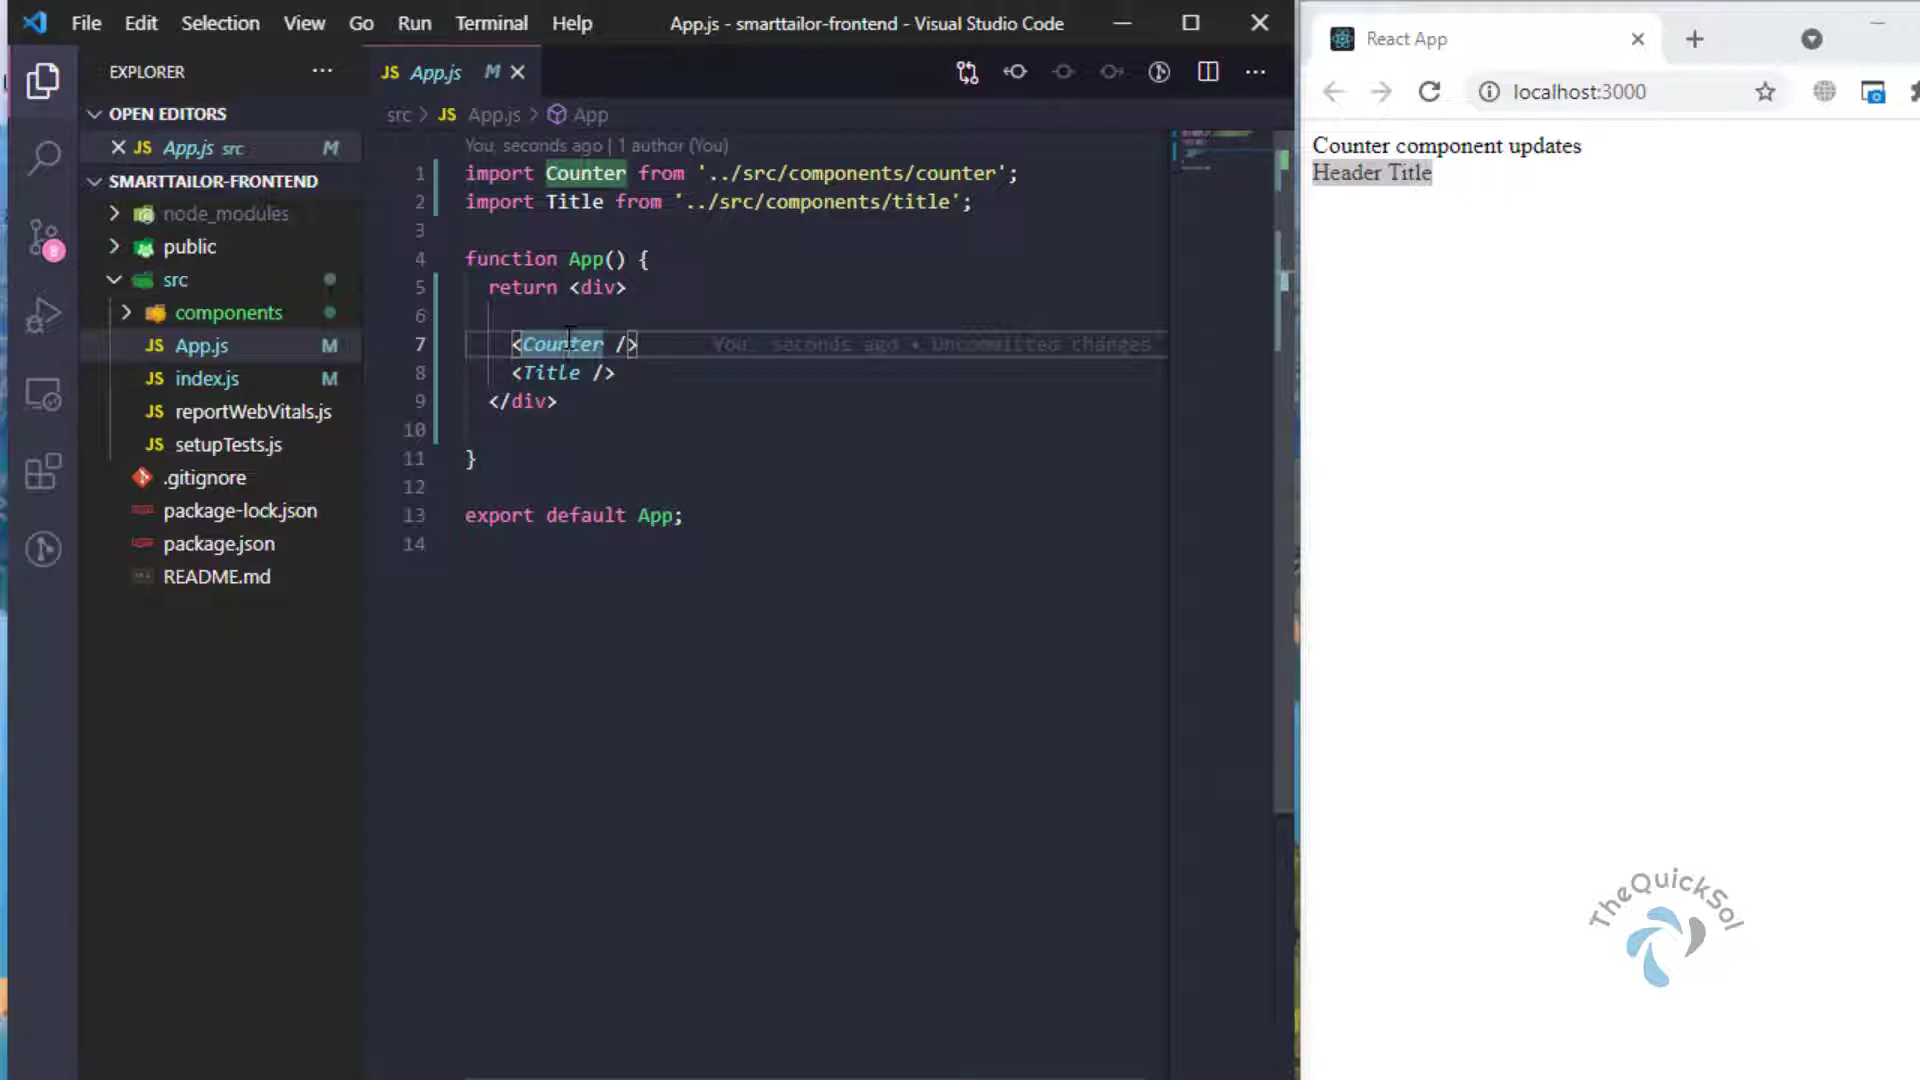 File Edit Selection View Go Run Terminal Help
App.js - smarttailor-frontend - Visual Studio Code
EXPLORER
OPEN EDITORS
JS App.js src M
SMARTTAILOR-FRONTEND
node_modules
public
src
components
JS App.js M
JS index.js M
JS reportWebVitals.js
JS setupTests.js
.gitignore
package-lock.json
package.json
README.md
8
JS App.js M
src > JS App.js > App
You, seconds ago | 1 author (You)
1 import Counter from '../src/components/counter';
2 import Title from '../src/components/title';
3
4 function App() {
5 return <div>
6
7 <Counter /> You, seconds ago • Uncommitted changes
8 <Title />
9 </div>
10
11 }
12
13 export default App;
14
React App
localhost:3000
Counter component updates
Header Title
TheQuickSol